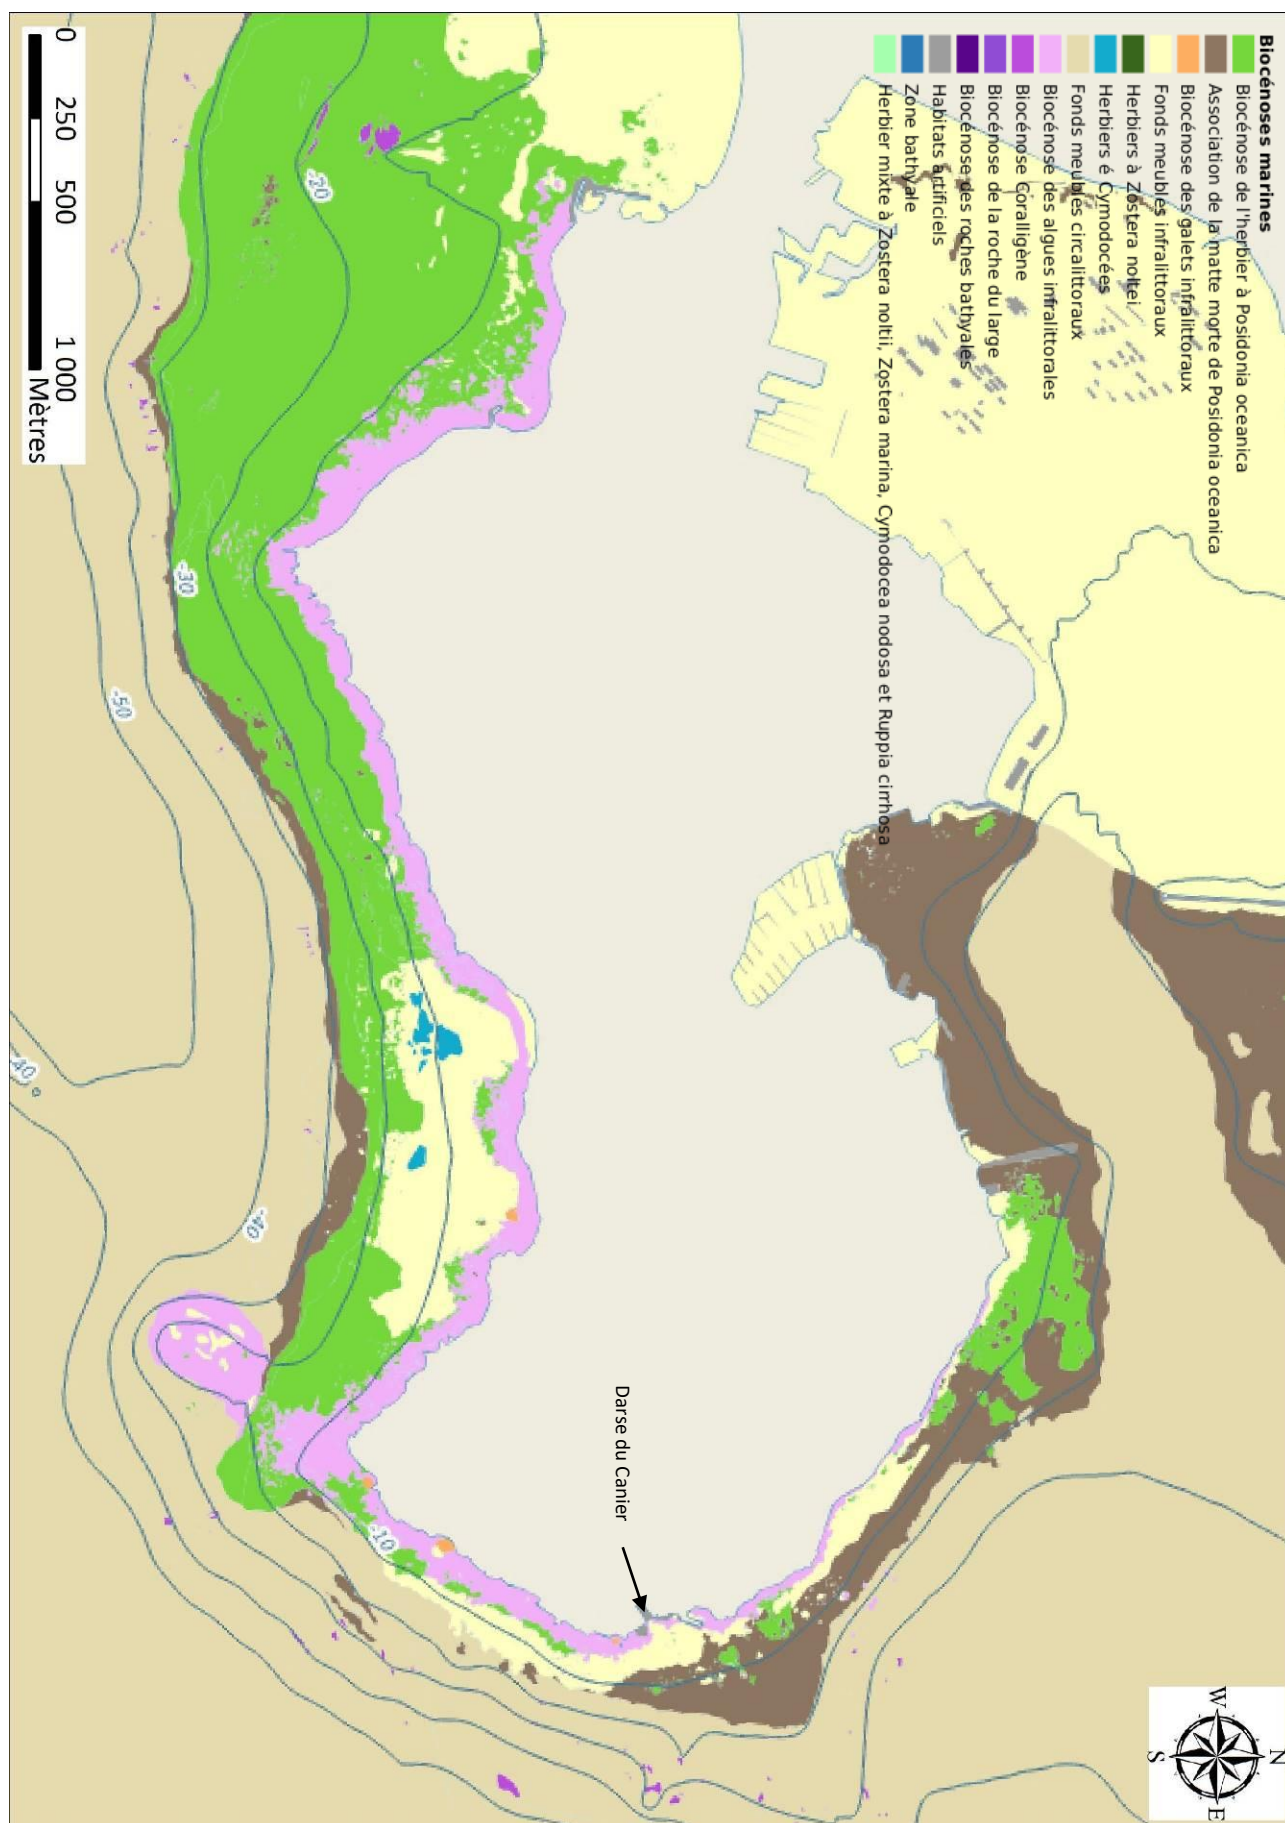 Biocénoses marines
Biocénose de l'herbier à Posidonia oceanica
Association de la matte morte de Posidonia oceanica
Biocénose des galets infralittoraux
Fonds meubles infralittoraux
Herbiers à Zostera noltei
Herbiers é Cymodocées
Fonds meubles circalittoraux
Biocénose des algues infralittorales
Biocénose Coralligène
Biocénose de la roche du large
Biocénose des roches bathyales
Habitats artificiels
Zone bathyale
Herbier mixte à Zostera noltii, Zostera marina, Cymodocea nodosa et Ruppia cirrhosa
Darse du Canier
-10
-20
-30
-40
-50
-40
0 250 500 1 000
Mètres
N
W
E
S